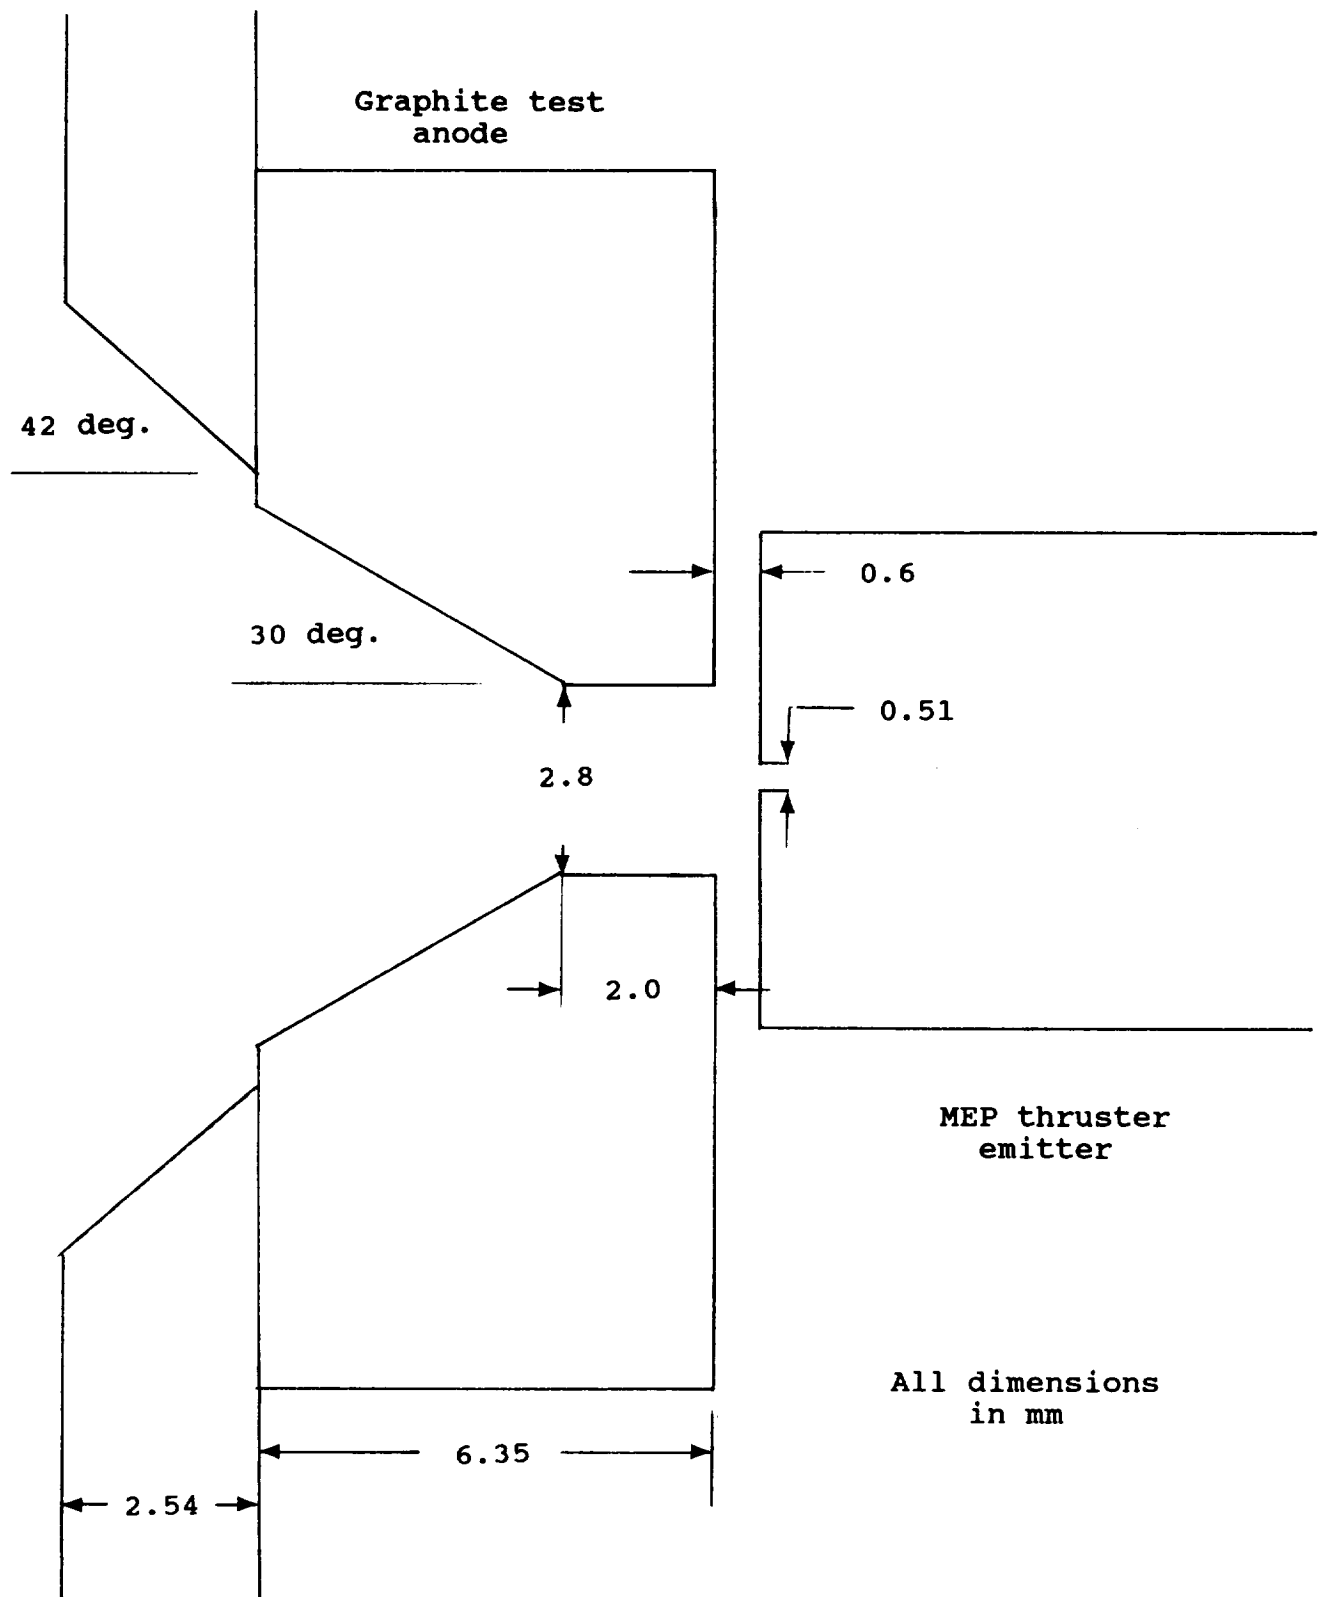 Graphite test
anode
42 deg.
0.6
30 deg.
0.51
2.8
2.0
MEP thruster
emitter
All dimensions
in mm
6.35
2.54